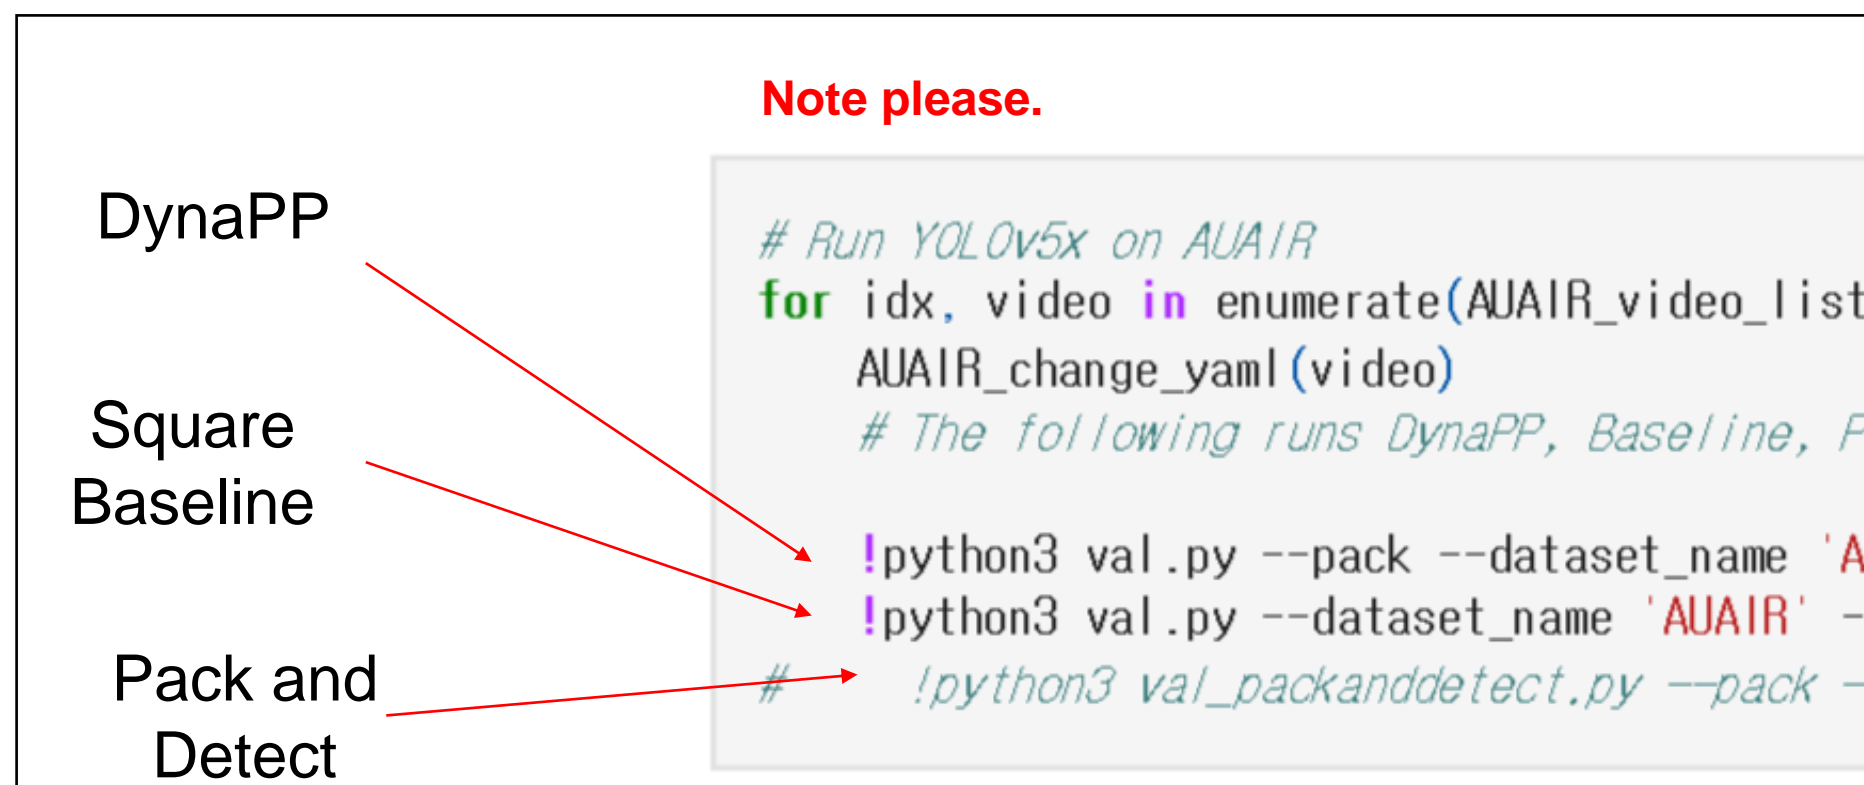 Note please.
DynaPP
Square
Baseline
Pack and
Detect
# Run YOLOv5x on AUAIR
for idx, video in enumerate(AUAIR_video_list
AUAIR_change_yaml(video)
# The following runs DynaPP, Baseline, P
!python3 val.py --pack --dataset_name 'A
!python3 val.py --dataset_name 'AUAIR' -
# !python3 val_packanddetect.py --pack -